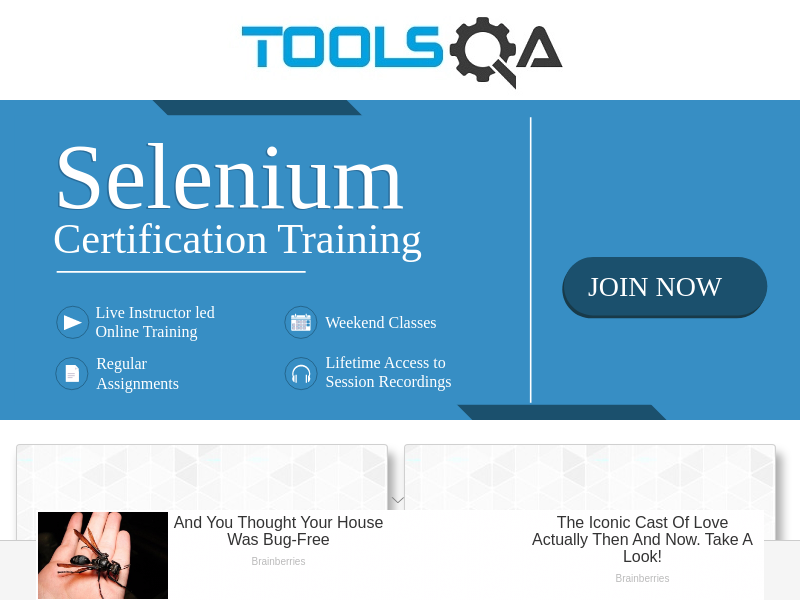 TOOLSQA
Selenium
Certification Training
JOIN NOW
Live Instructor led
Online Training
Weekend Classes
Regular
Assignments
Lifetime Access to
Session Recordings
And You Thought Your House
Was Bug-Free
Brainberries
The Iconic Cast Of Love
Actually Then And Now. Take A
Look!
Brainberries